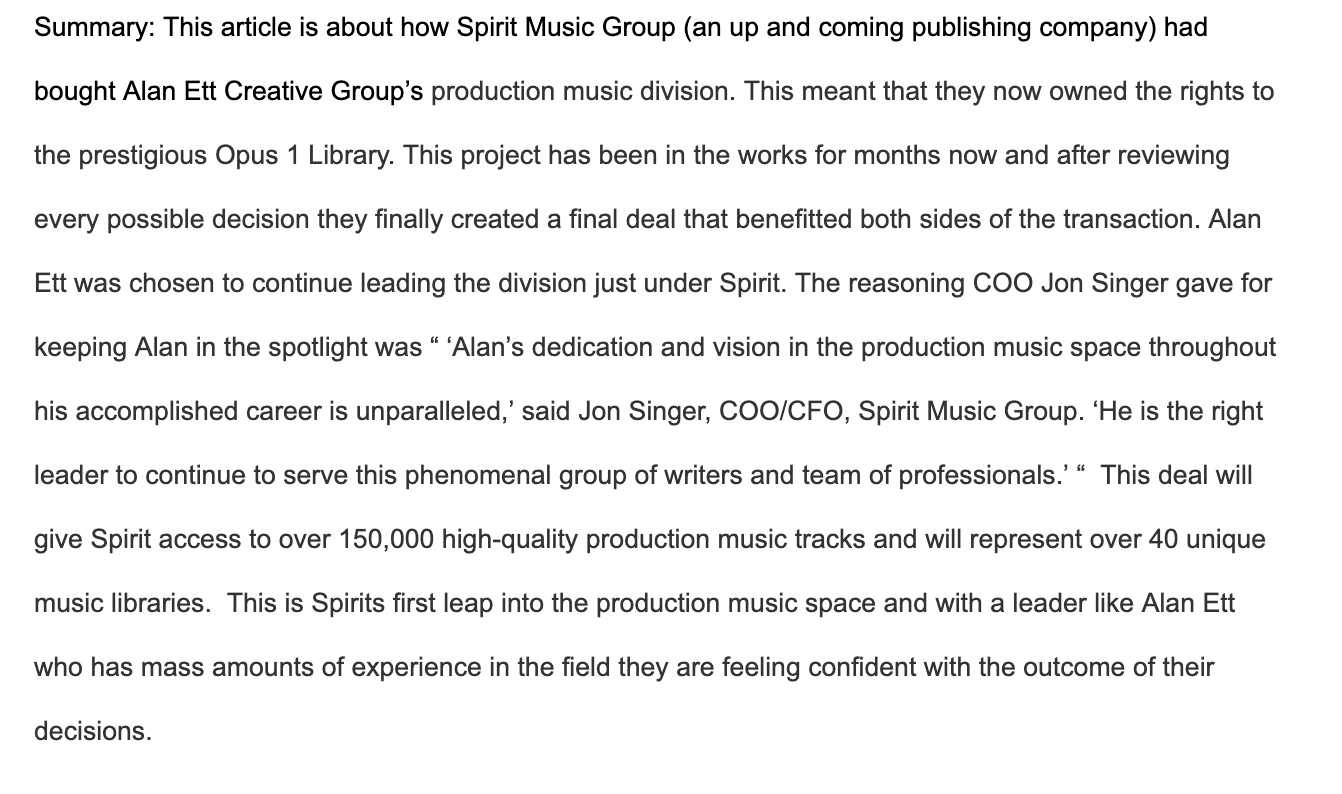 Summary: This article is about how Spirit Music Group (an up and coming publishing company) had
bought Alan Ett Creative Group’s production music division. This meant that they now owned the rights to
the prestigious Opus 1 Library. This project has been in the works for months now and after reviewing
every possible decision they finally created a final deal that benefitted both sides of the transaction. Alan
Ett was chosen to continue leading the division just under Spirit. The reasoning COO Jon Singer gave for
keeping Alan in the spotlight was “ ‘Alan’s dedication and vision in the production music space throughout
his accomplished career is unparalleled,’ said Jon Singer, COO/CFO, Spirit Music Group. ‘He is the right
leader to continue to serve this phenomenal group of writers and team of professionals.’ “  This deal will
give Spirit access to over 150,000 high-quality production music tracks and will represent over 40 unique
music libraries.  This is Spirits first leap into the production music space and with a leader like Alan Ett
who has mass amounts of experience in the field they are feeling confident with the outcome of their
decisions.